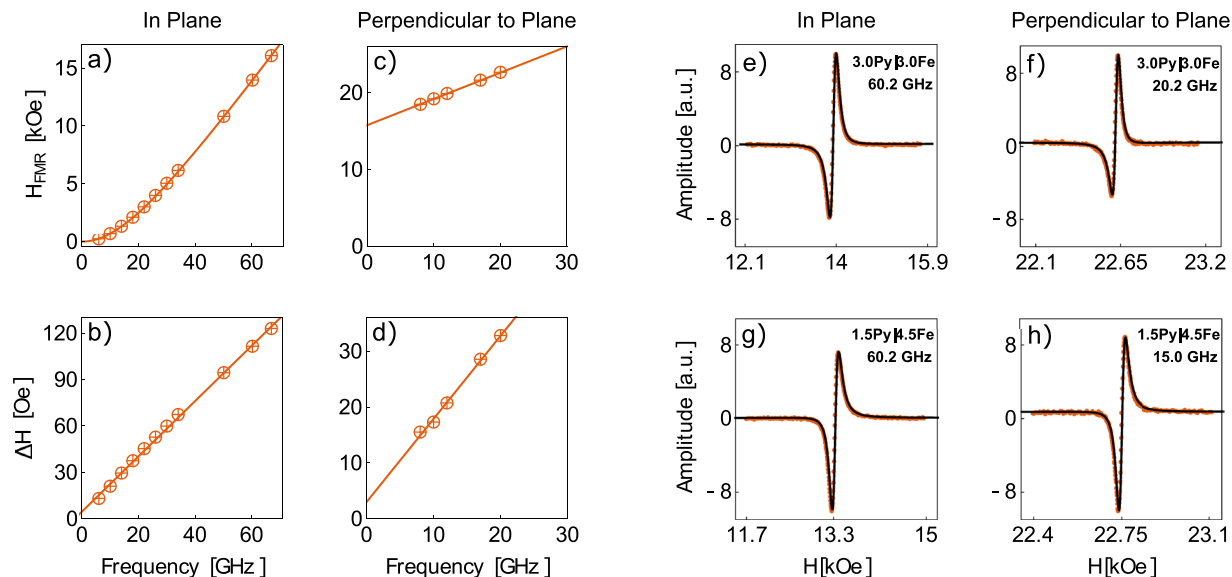 In Plane
Perpendicular to Plane
In Plane
Perpendicular to Plane
a)
15
10
5
0
H_FMR [kOe]
0 20 40 60
c)
20
0
0 10 20 30
e)
3.0Py|3.0Fe
60.2 GHz
8
0
−8
Amplitude [a.u.]
12.1 14 15.9
f)
3.0Py|3.0Fe
20.2 GHz
8
0
−8
22.1 22.65 23.2
b)
120
90
60
30
0
ΔH [Oe]
0 20 40 60
Frequency [GHz]
d)
30
20
10
0
0 10 20 30
Frequency [GHz]
g)
1.5Py|4.5Fe
60.2 GHz
8
0
−8
Amplitude [a.u.]
11.7 13.3 15
H[kOe]
h)
1.5Py|4.5Fe
15.0 GHz
8
0
−8
22.4 22.75 23.1
H[kOe]